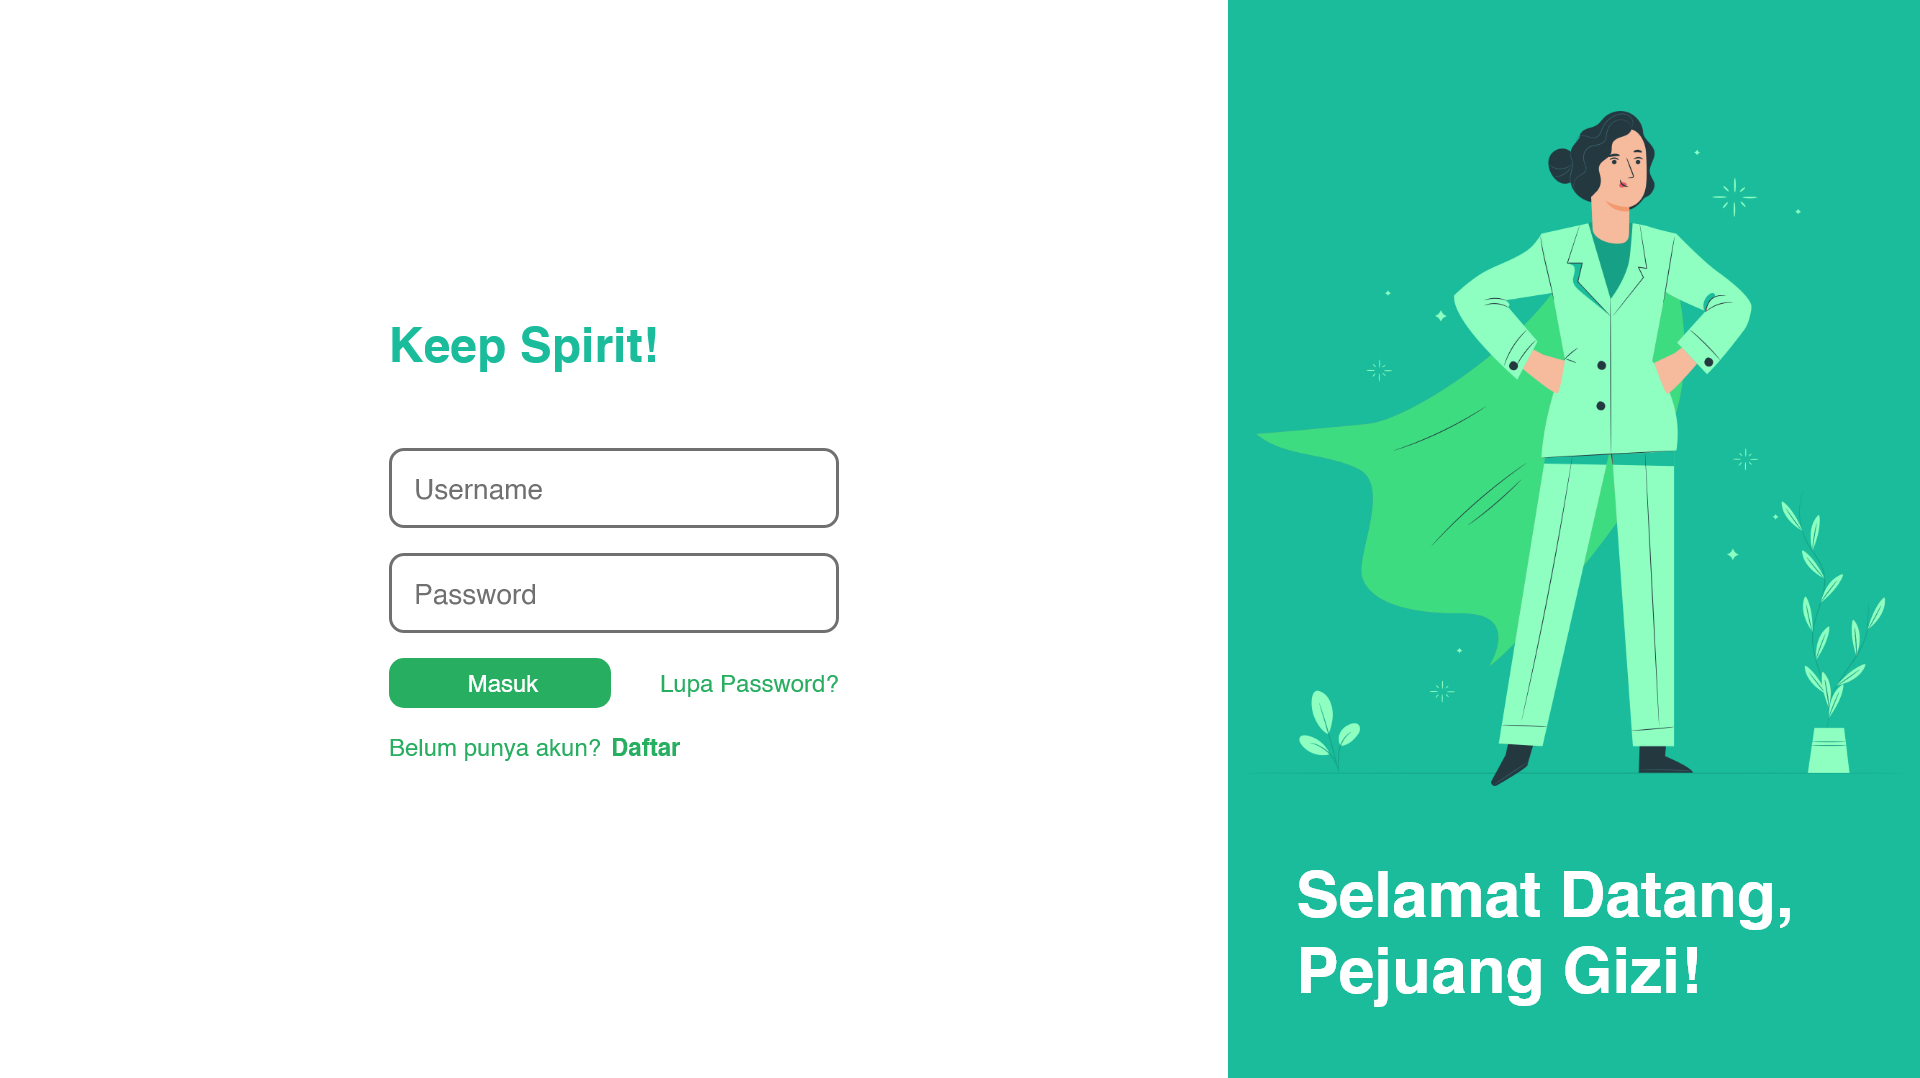 Keep Spirit!
Username
Password
Masuk
Lupa Password?
Belum punya akun? Daftar
Selamat Datang,
Pejuang Gizi!